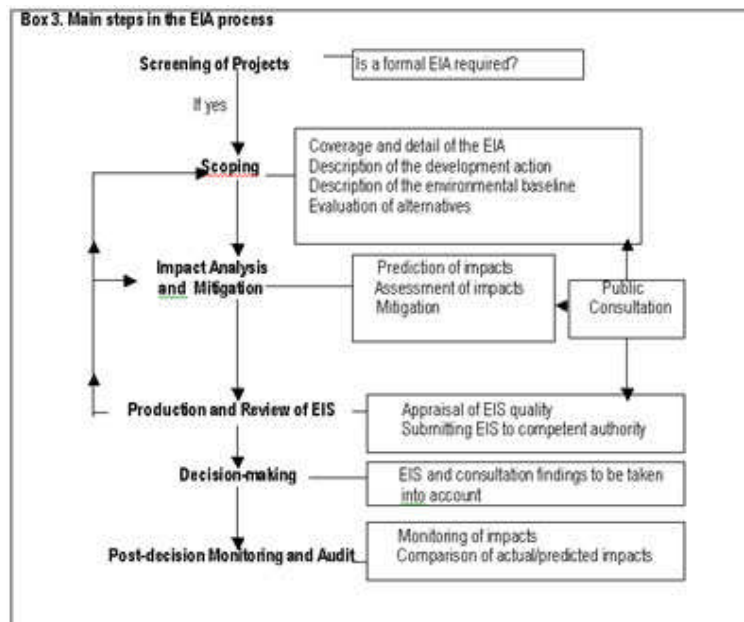 Box 3. Main steps in the EIA process
Screening of Projects
Is a formal EIA required?
If yes
Scoping
Coverage and detail of the EIA
Description of the development action
Description of the environmental baseline
Evaluation of alternatives
Impact Analysis
and Mitigation
Prediction of impacts
Assessment of impacts
Mitigation
Public
Consultation
Production and Review of EIS
Appraisal of EIS quality
Submitting EIS to competent authority
Decision-making
EIS and consultation findings to be taken
into account
Post-decision Monitoring and Audit
Monitoring of impacts
Comparison of actual/predicted impacts